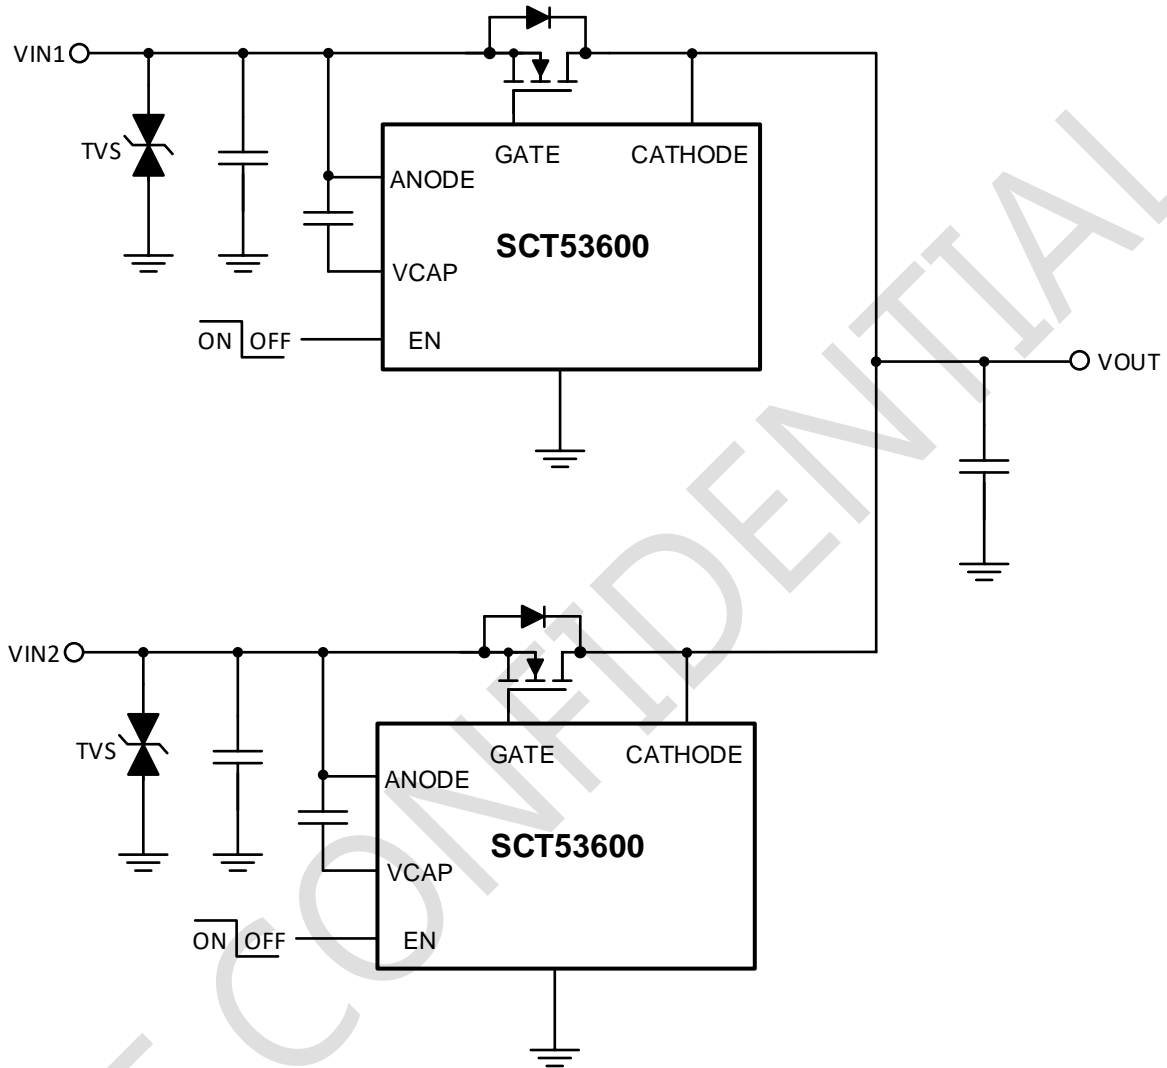 VIN1
TVS
GATE CATHODE
ANODE
SCT53600
VCAP
ON OFF EN
VOUT
VIN2
TVS
GATE CATHODE
ANODE
SCT53600
VCAP
ON OFF EN
CONFIDENTIAL